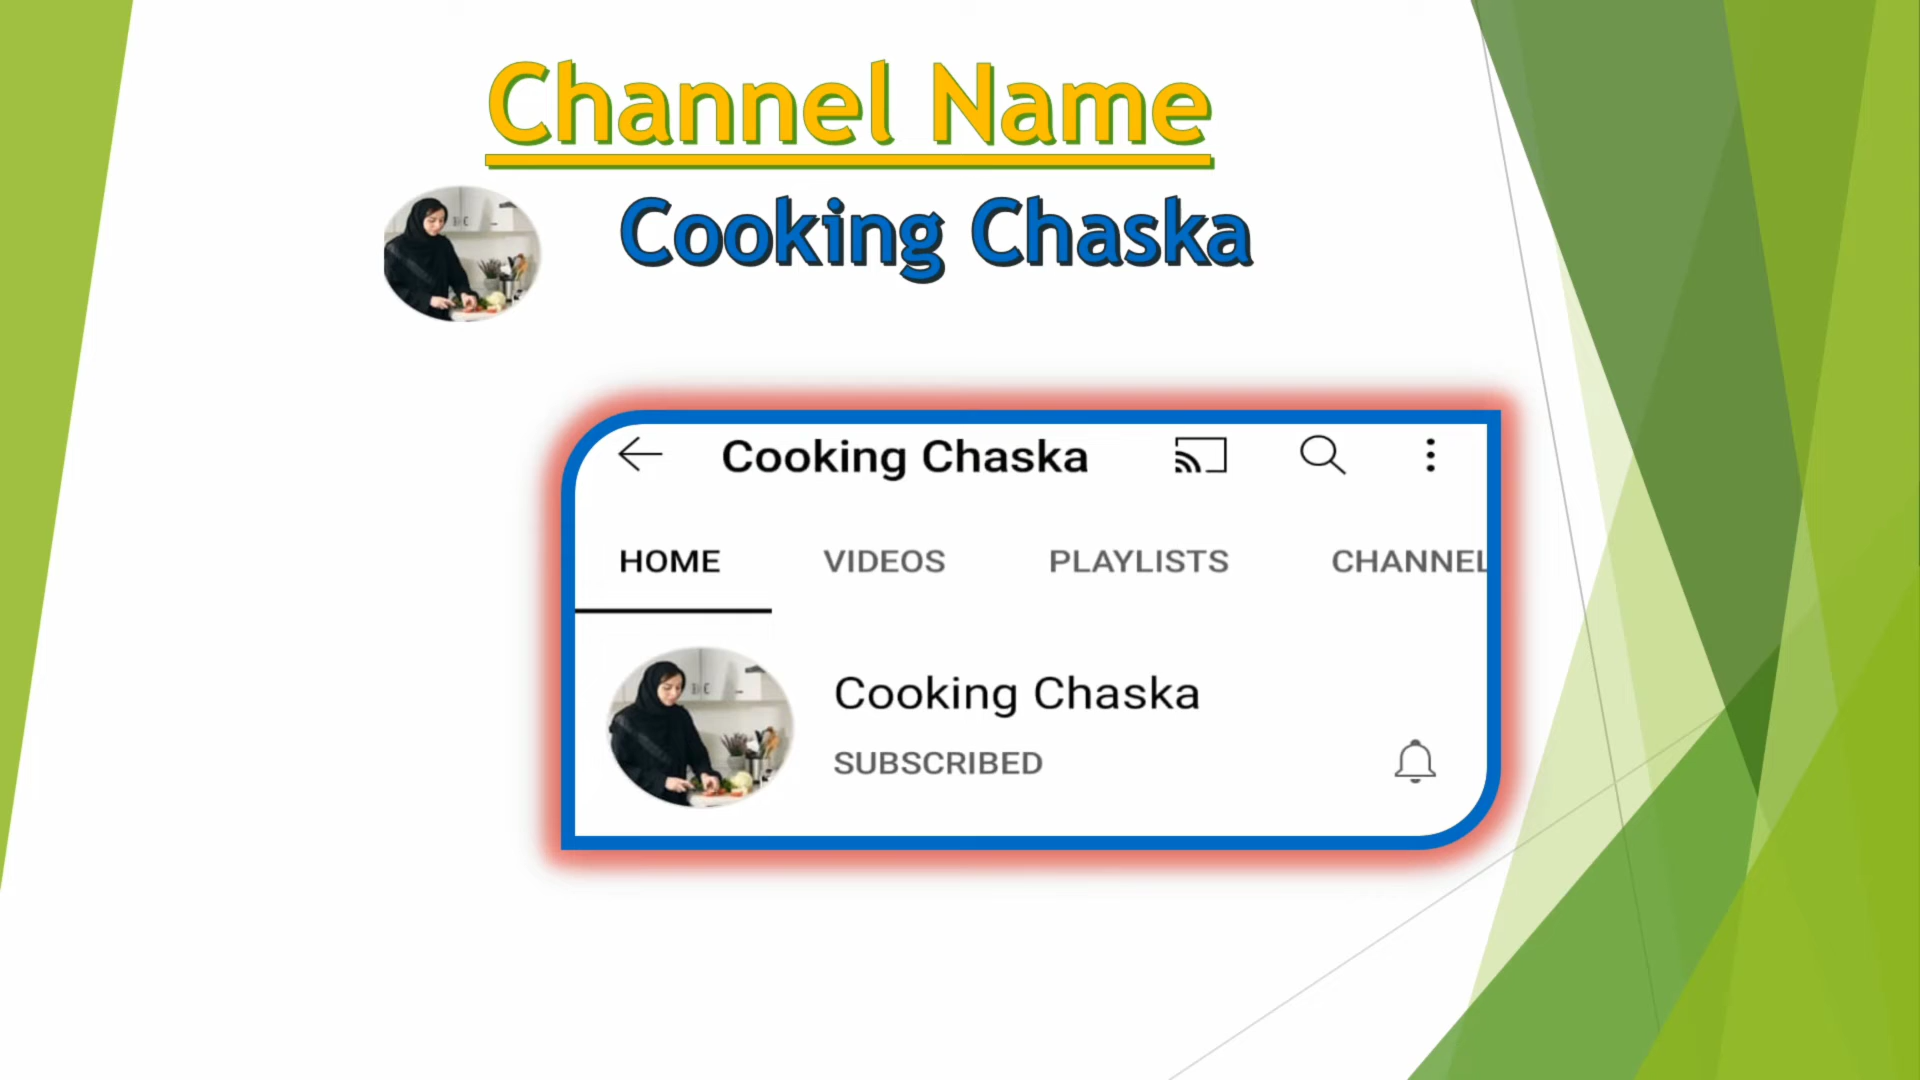 Channel Name
Cooking Chaska
Cooking Chaska
HOME VIDEOS PLAYLISTS CHANNEL
Cooking Chaska
SUBSCRIBED